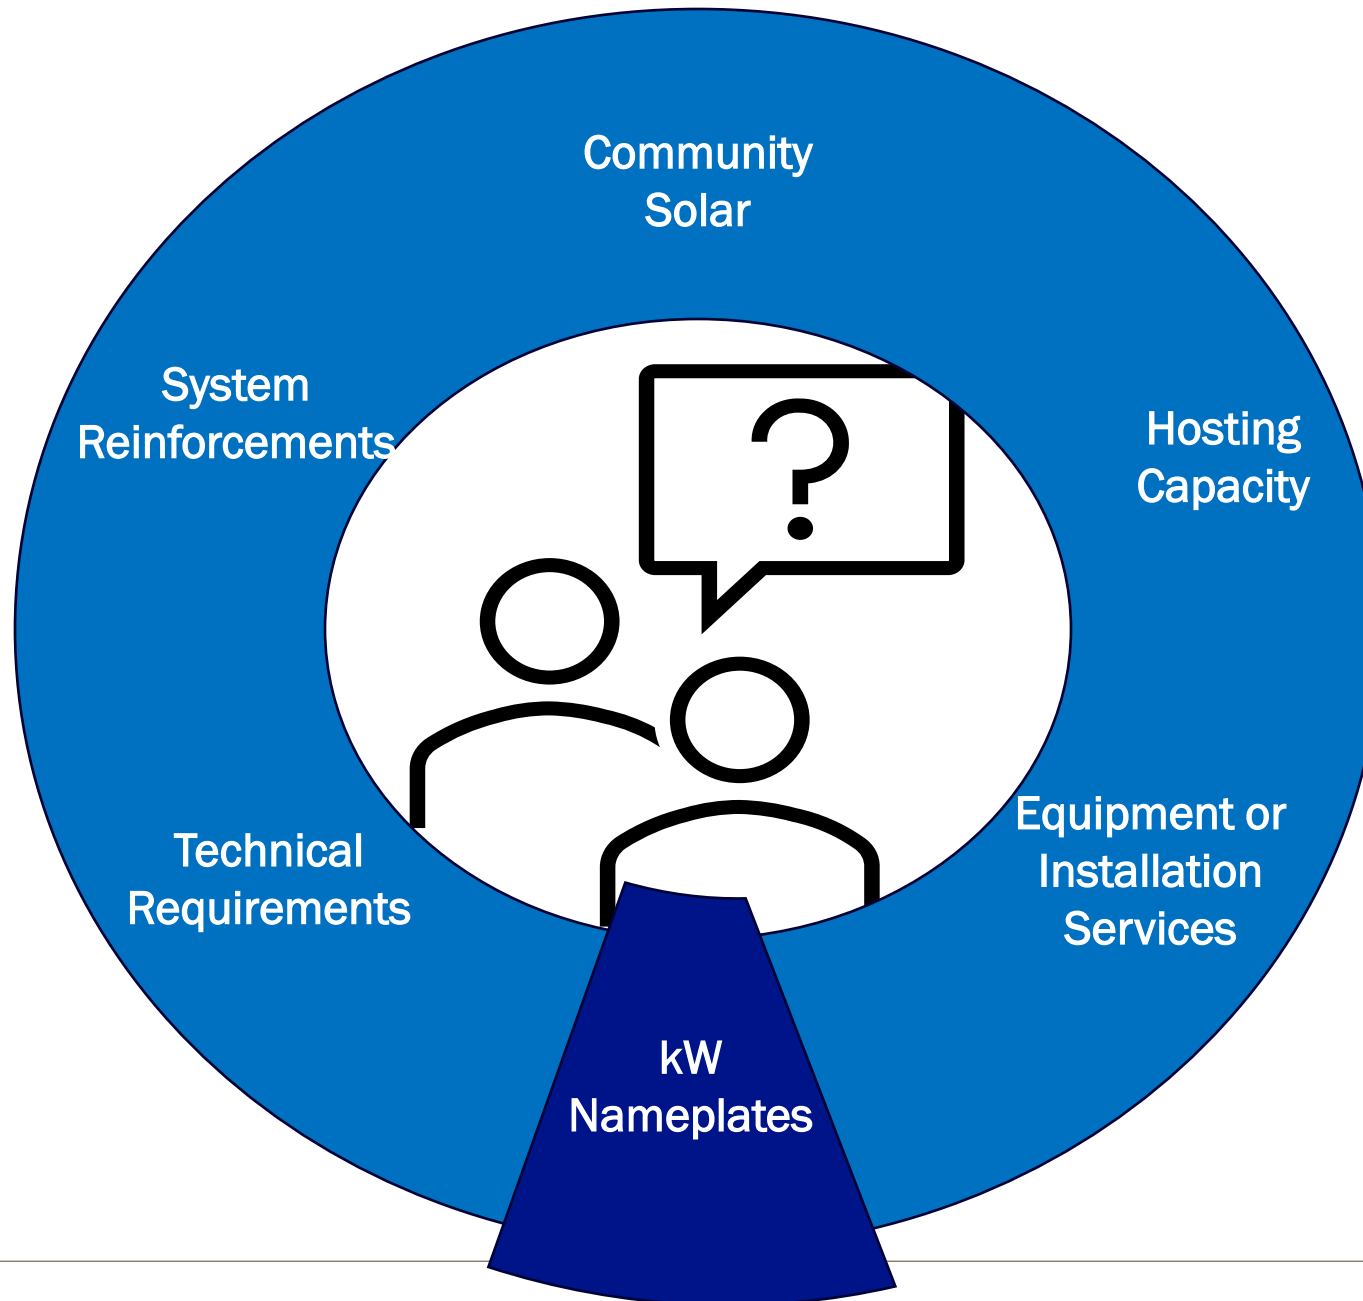 Community
Solar
System
Reinforcements
Hosting
Capacity
?
Equipment or
Installation
Services
Technical
Requirements
kW
Nameplates